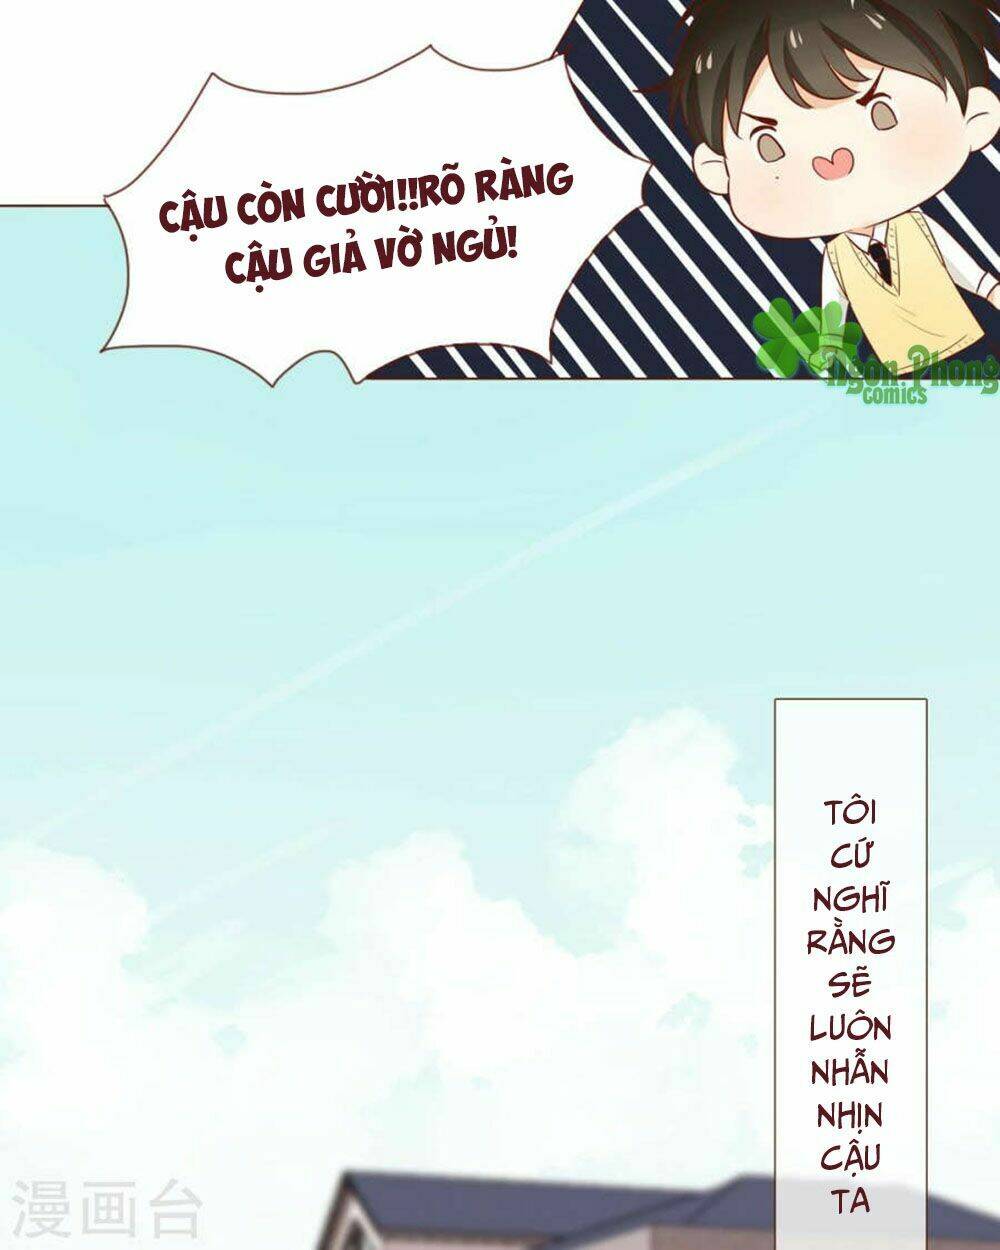 CẬU CÒN CƯỜI!!RÕ RÀNG
CẬU GIẢ VỜ NGỦ!
Ngôn Phong
comics
TÔI
CỨ
NGHĨ
RẰNG
SẼ
LUÔN
NHẪN
NHỊN
CẬU
TA
漫画台